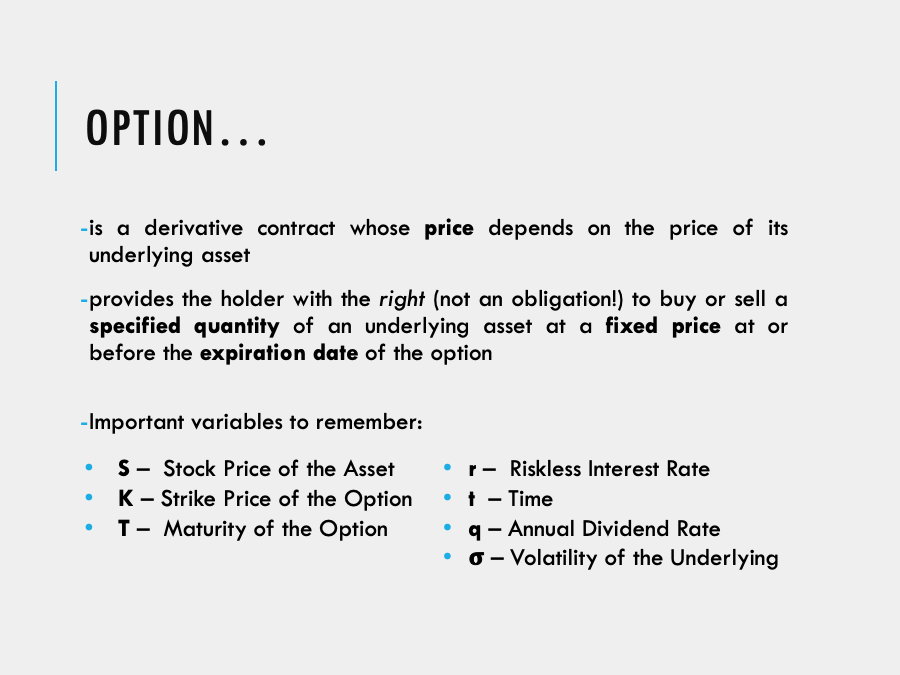 OPTION...
-is a derivative contract whose price depends on the price of its
underlying asset
-provides the holder with the right (not an obligation!) to buy or sell a
specified quantity of an underlying asset at a fixed price at or
before the expiration date of the option
-Important variables to remember:
• S – Stock Price of the Asset
• K – Strike Price of the Option
• T – Maturity of the Option
• r – Riskless Interest Rate
• t – Time
• q – Annual Dividend Rate
• σ – Volatility of the Underlying